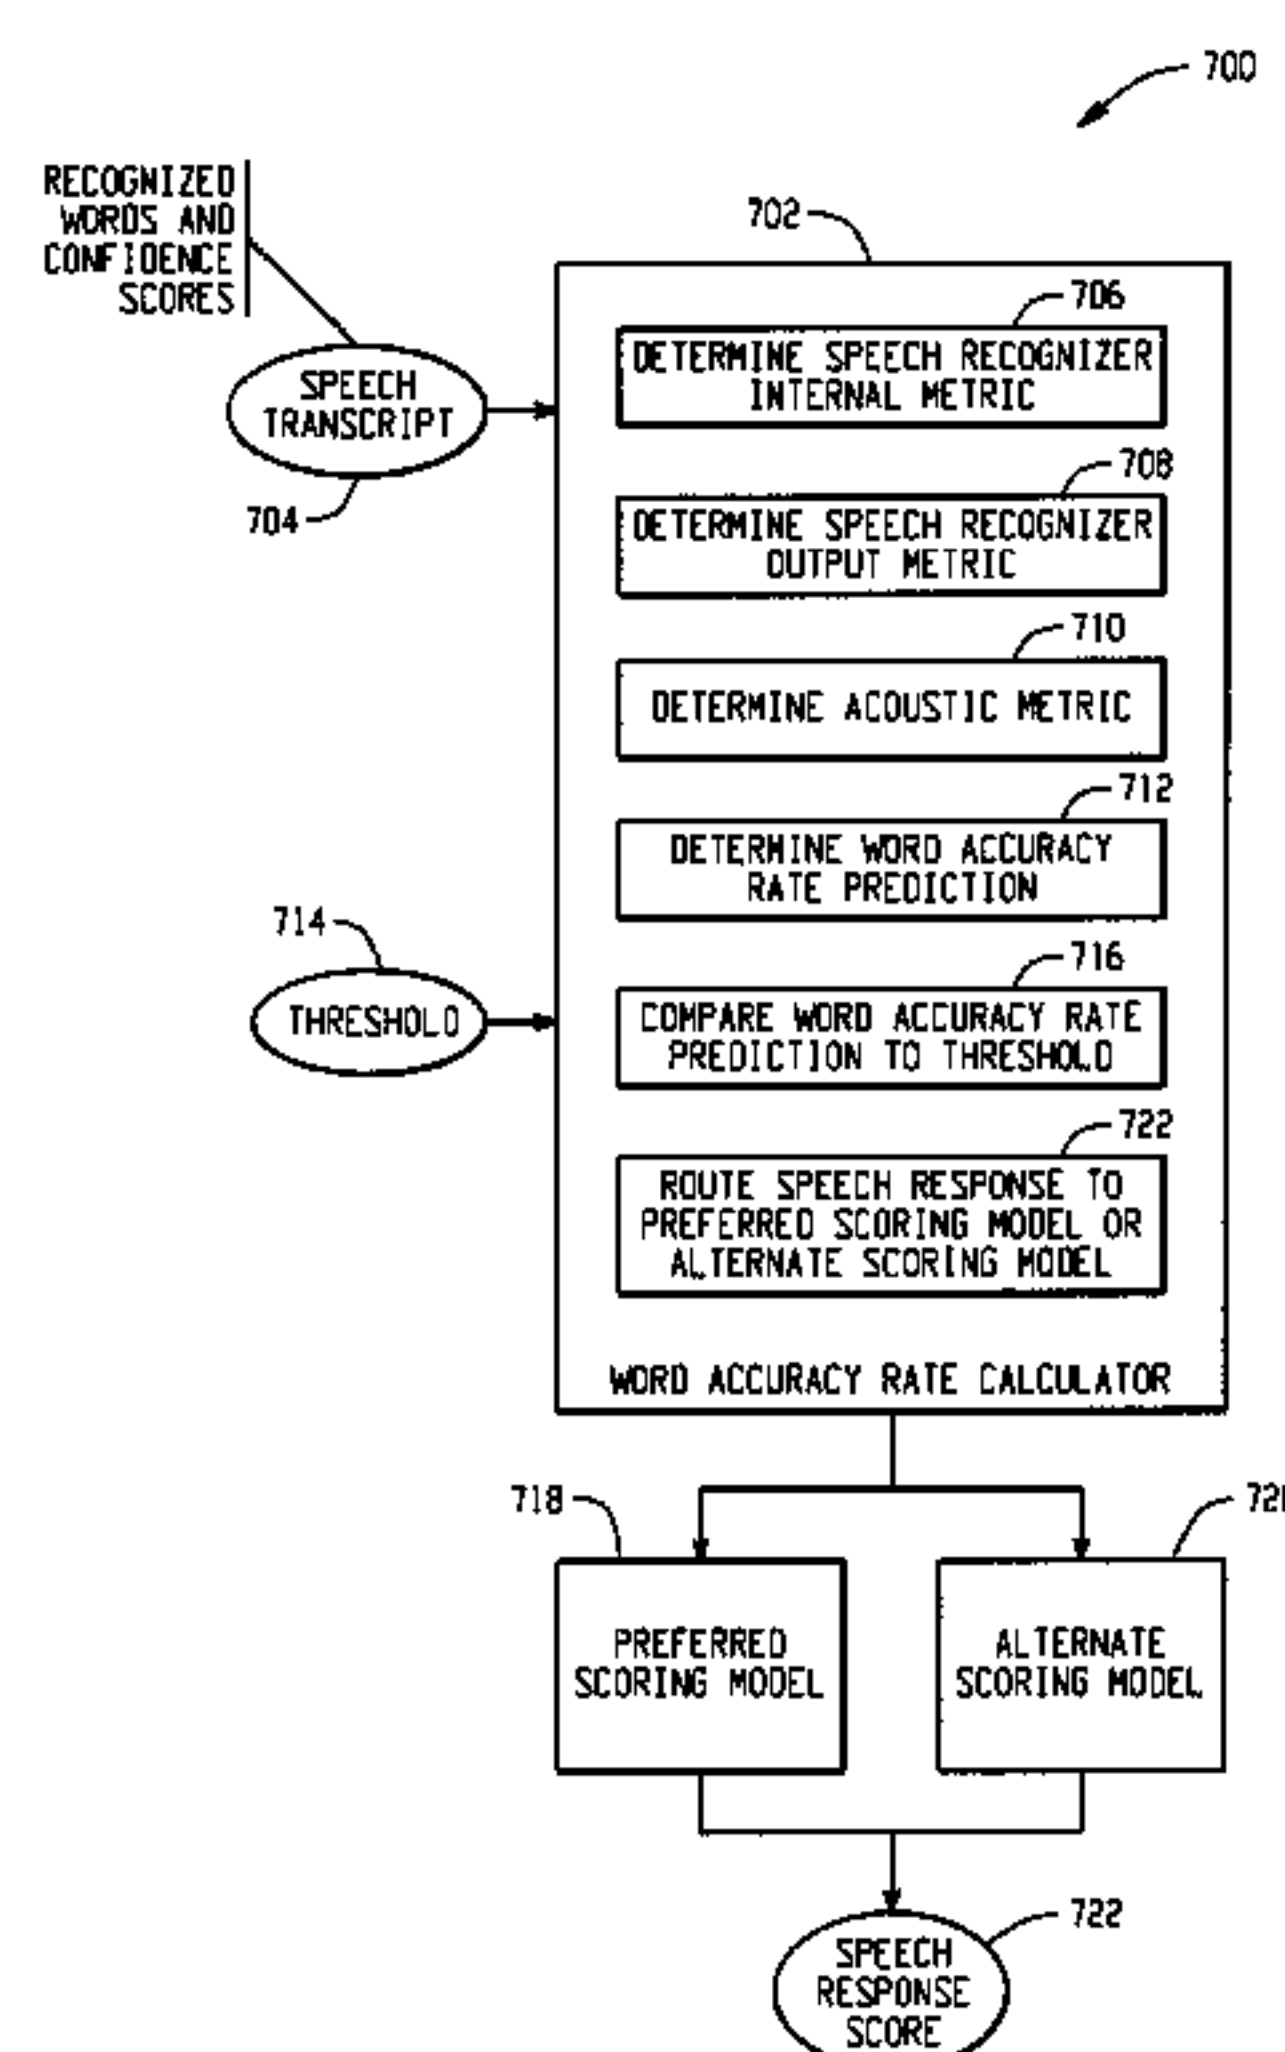 700
RECOGNIZED
WORDS AND
CONFIDENCE
SCORES
702
706
DETERMINE SPEECH RECOGNIZER
INTERNAL METRIC
SPEECH
TRANSCRIPT
704
708
DETERMINE SPEECH RECOGNIZER
OUTPUT METRIC
710
DETERMINE ACOUSTIC METRIC
712
DETERMINE WORD ACCURACY
RATE PREDICTION
714
THRESHOLD
716
COMPARE WORD ACCURACY RATE
PREDICTION TO THRESHOLD
722
ROUTE SPEECH RESPONSE TO
PREFERRED SCORING MODEL OR
ALTERNATE SCORING MODEL
WORD ACCURACY RATE CALCULATOR
718
PREFERRED
SCORING MODEL
ALTERNATE
SCORING MODEL
722
SPEECH
RESPONSE
SCORE